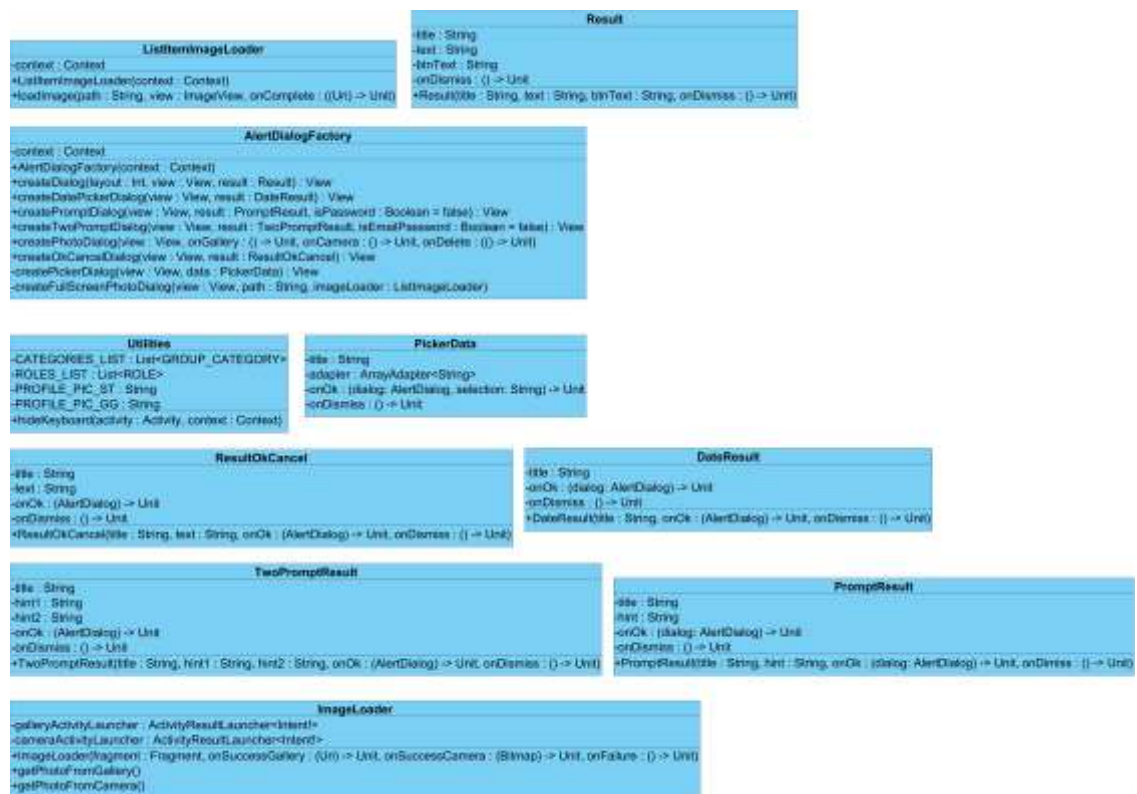 ListItemImageLoader
-context : Context
+ListItemImageLoader(context : Context)
+loadImage(path : String, view : ImageView, onComplete : ((Uri) -> Unit)
Result
-title : String
-text : String
-btnText : String
-onDismiss : () -> Unit
+Result(title : String, text : String, btnText : String, onDismiss : () -> Unit)
AlertDialogFactory
-context : Context
+AlertDialogFactory(context : Context)
+createDialog(layout : Int, view : View, result : Result) : View
+createDatePickerDialog(view : View, result : DateResult) : View
+createPromptDialog(view : View, result : PromptResult, isPassword : Boolean = false) : View
+createTwoPromptDialog(view : View, result : TwoPromptResult, isEmailPassword : Boolean = false) : View
+createPhotoDialog(view : View, onGallery : () -> Unit, onCamera : () -> Unit, onDelete : (() -> Unit)
+createOkCancelDialog(view : View, result : ResultOkCancel) : View
-createPickerDialog(view : View, data : PickerData) : View
-createFullScreenPhotoDialog(view : View, path : String, imageLoader : ListImageLoader)
Utilities
-CATEGORIES_LIST : List<GROUP_CATEGORY>
-ROLES_LIST : List<ROLE>
-PROFILE_PIC_ST : String
-PROFILE_PIC_GG : String
+hideKeyboard(activity : Activity, context : Context)
PickerData
-title : String
-adapter : ArrayAdapter<String>
-onOk : (dialog: AlertDialog, selection: String) -> Unit
-onDismiss : () -> Unit
ResultOkCancel
-title : String
-text : String
-onOk : (AlertDialog) -> Unit
-onDismiss : () -> Unit
+ResultOkCancel(title : String, text : String, onOk : (AlertDialog) -> Unit, onDismiss : () -> Unit)
DateResult
-title : String
-onOk : (dialog: AlertDialog) -> Unit
-onDismiss : () -> Unit
+DateResult(title : String, onOk : (AlertDialog) -> Unit, onDismiss : () -> Unit)
TwoPromptResult
-title : String
-hint1 : String
-hint2 : String
-onOk : (AlertDialog) -> Unit
-onDismiss : () -> Unit
+TwoPromptResult(title : String, hint1 : String, hint2 : String, onOk : (AlertDialog) -> Unit, onDismiss : () -> Unit)
PromptResult
-title : String
-hint : String
-onOk : (dialog: AlertDialog) -> Unit
-onDismiss : () -> Unit
+PromptResult(title : String, hint : String, onOk : (dialog: AlertDialog) -> Unit, onDismiss : () -> Unit)
ImageLoader
-galleryActivityLauncher : ActivityResultLauncher<Intent!>
-cameraActivityLauncher : ActivityResultLauncher<Intent!>
+ImageLoader(fragment : Fragment, onSuccessGallery : (Uri) -> Unit, onSuccessCamera : (Bitmap) -> Unit, onFailure : () -> Unit)
+getPhotoFromGallery()
+getPhotoFromCamera()